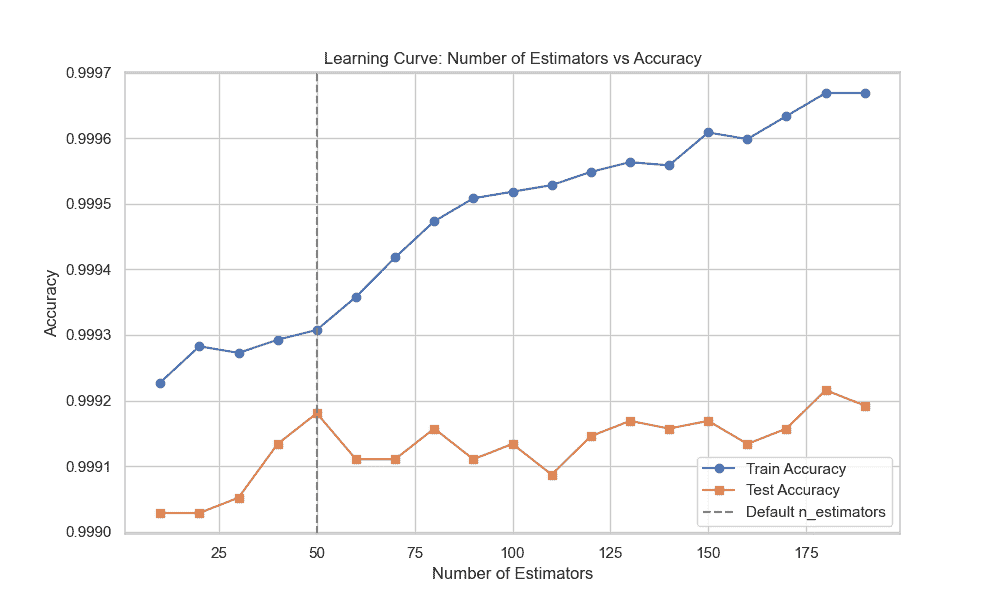 Learning Curve: Number of Estimators vs Accuracy
0.9997
0.9996
0.9995
0.9994
0.9993
0.9992
0.9991
0.9990
Accuracy
Train Accuracy
Test Accuracy
Default n_estimators
25 50 75 100 125 150 175
Number of Estimators